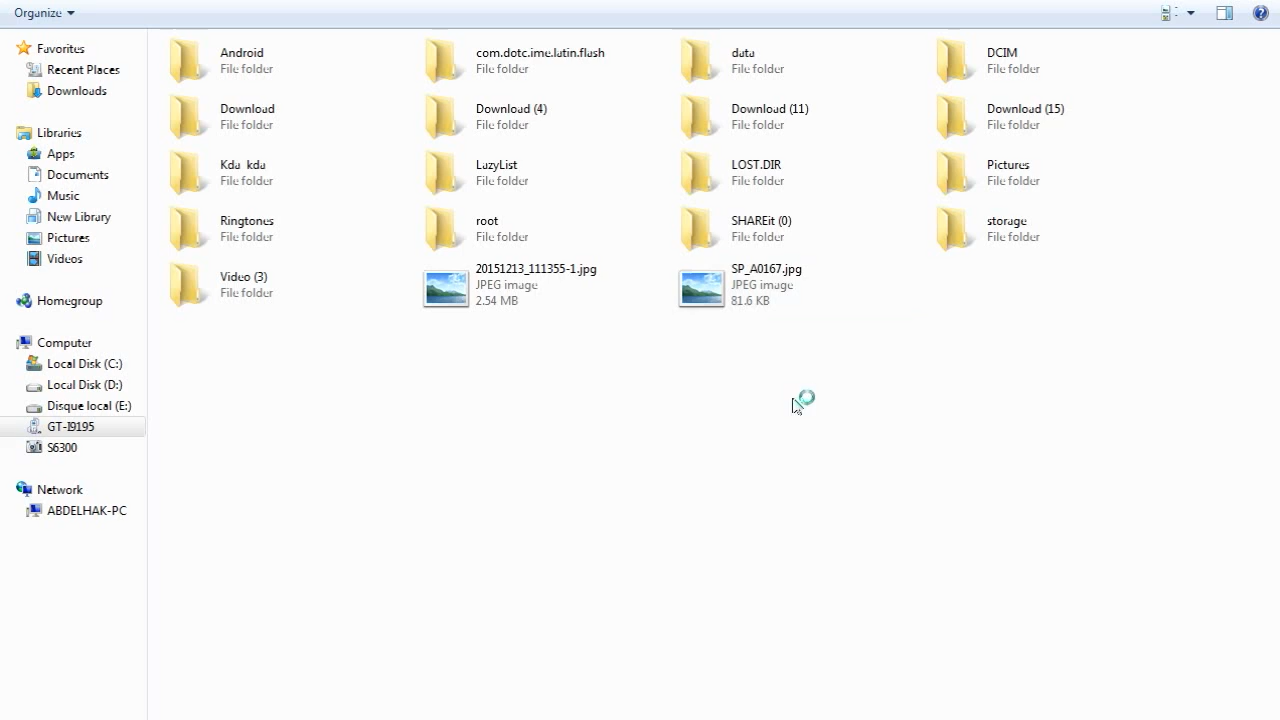 Organize
Favorites
Recent Places
Downloads
Libraries
Apps
Documents
Music
New Library
Pictures
Videos
Homegroup
Computer
Local Disk (C:)
Local Disk (D:)
Disque local (E:)
GT-I9195
S6300
Network
ABDELHAK-PC
Android
File folder
com.dotc.ime.latin.flash
File folder
data
File folder
DCIM
File folder
Download
File folder
Download (4)
File folder
Download (11)
File folder
Download (15)
File folder
Kda_kda
File folder
LazyList
File folder
LOST.DIR
File folder
Pictures
File folder
Ringtones
File folder
root
File folder
SHAREit (0)
File folder
storage
File folder
Video (3)
File folder
20151213_111355-1.jpg
JPEG image
2.54 MB
SP_A0167.jpg
JPEG image
81.6 KB